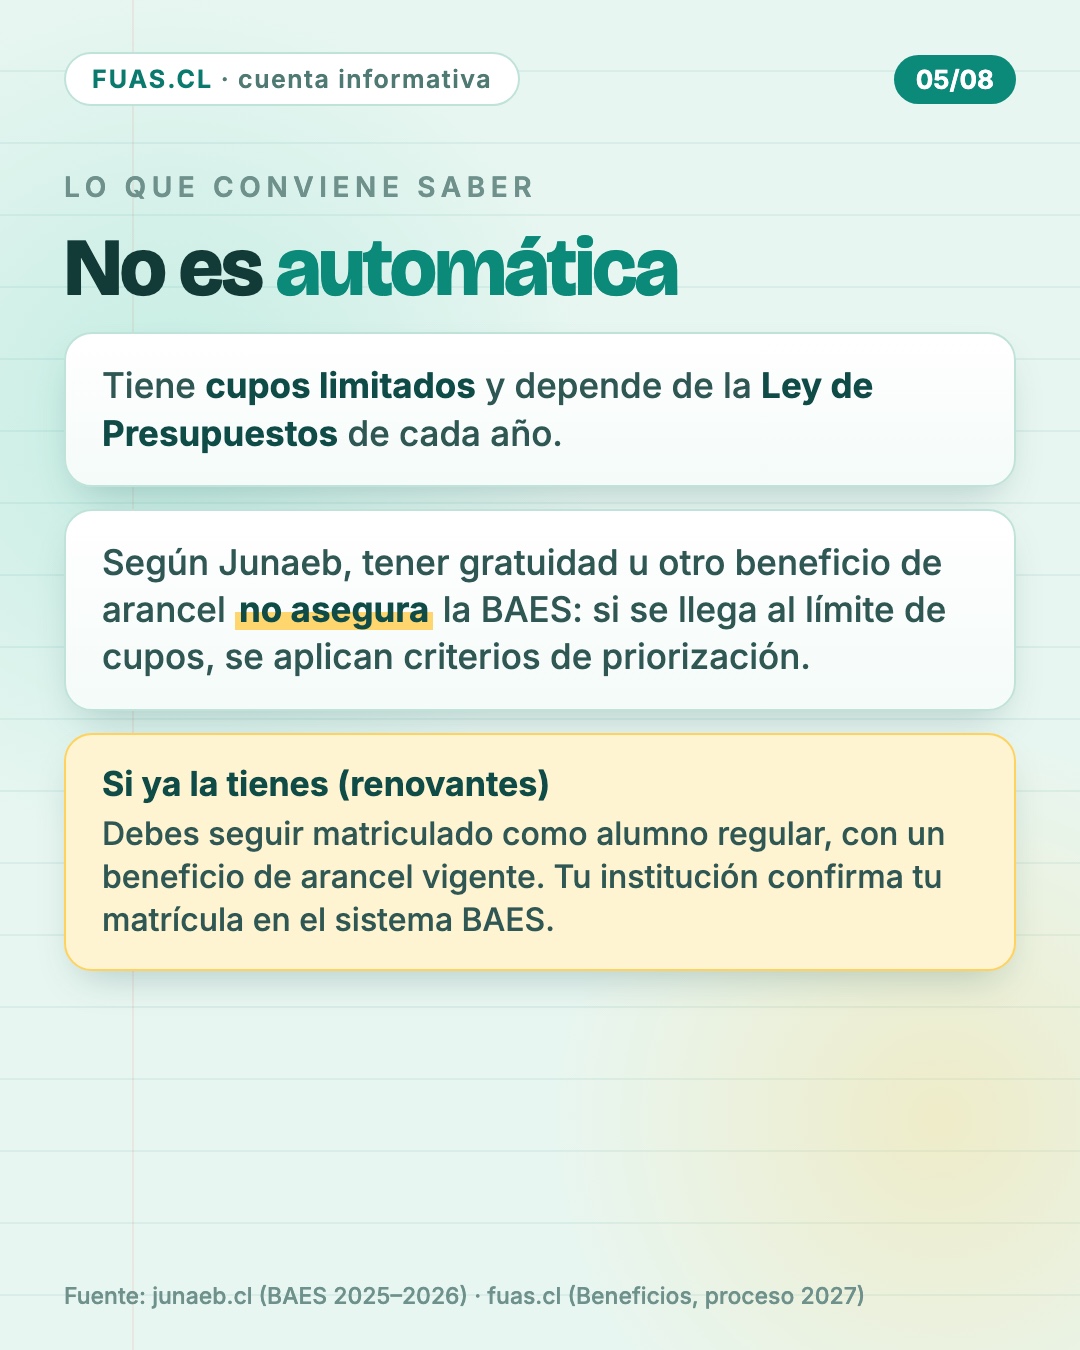 FUAS.CL · cuenta informativa
05/08
LO QUE CONVIENE SABER
No es automática
Tiene cupos limitados y depende de la Ley de
Presupuestos de cada año.
Según Junaeb, tener gratuidad u otro beneficio de
arancel no asegura la BAES: si se llega al límite de
cupos, se aplican criterios de priorización.
Si ya la tienes (renovantes)
Debes seguir matriculado como alumno regular, con un
beneficio de arancel vigente. Tu institución confirma tu
matrícula en el sistema BAES.
Fuente: junaeb.cl (BAES 2025–2026) · fuas.cl (Beneficios, proceso 2027)